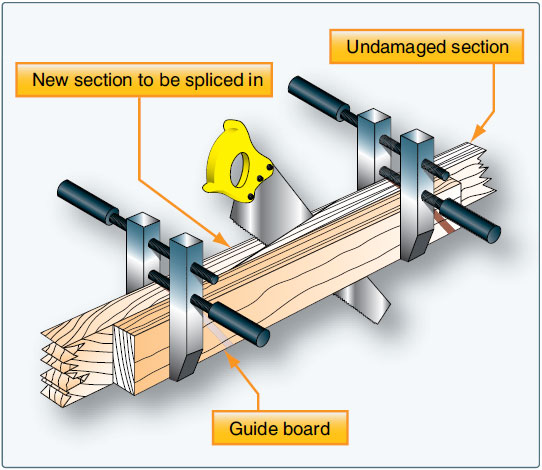 Undamaged section
New section to be spliced in
Guide board